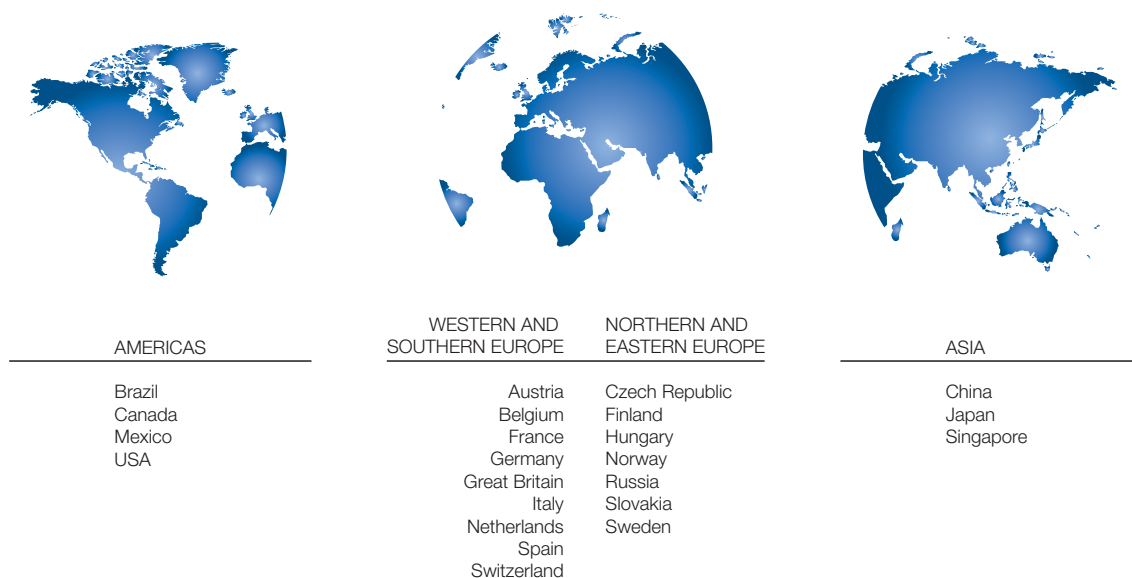 AMERICAS
Brazil
Canada
Mexico
USA
WESTERN AND
SOUTHERN EUROPE
Austria
Belgium
France
Germany
Great Britain
Italy
Netherlands
Spain
Switzerland
NORTHERN AND
EASTERN EUROPE
Czech Republic
Finland
Hungary
Norway
Russia
Slovakia
Sweden
ASIA
China
Japan
Singapore